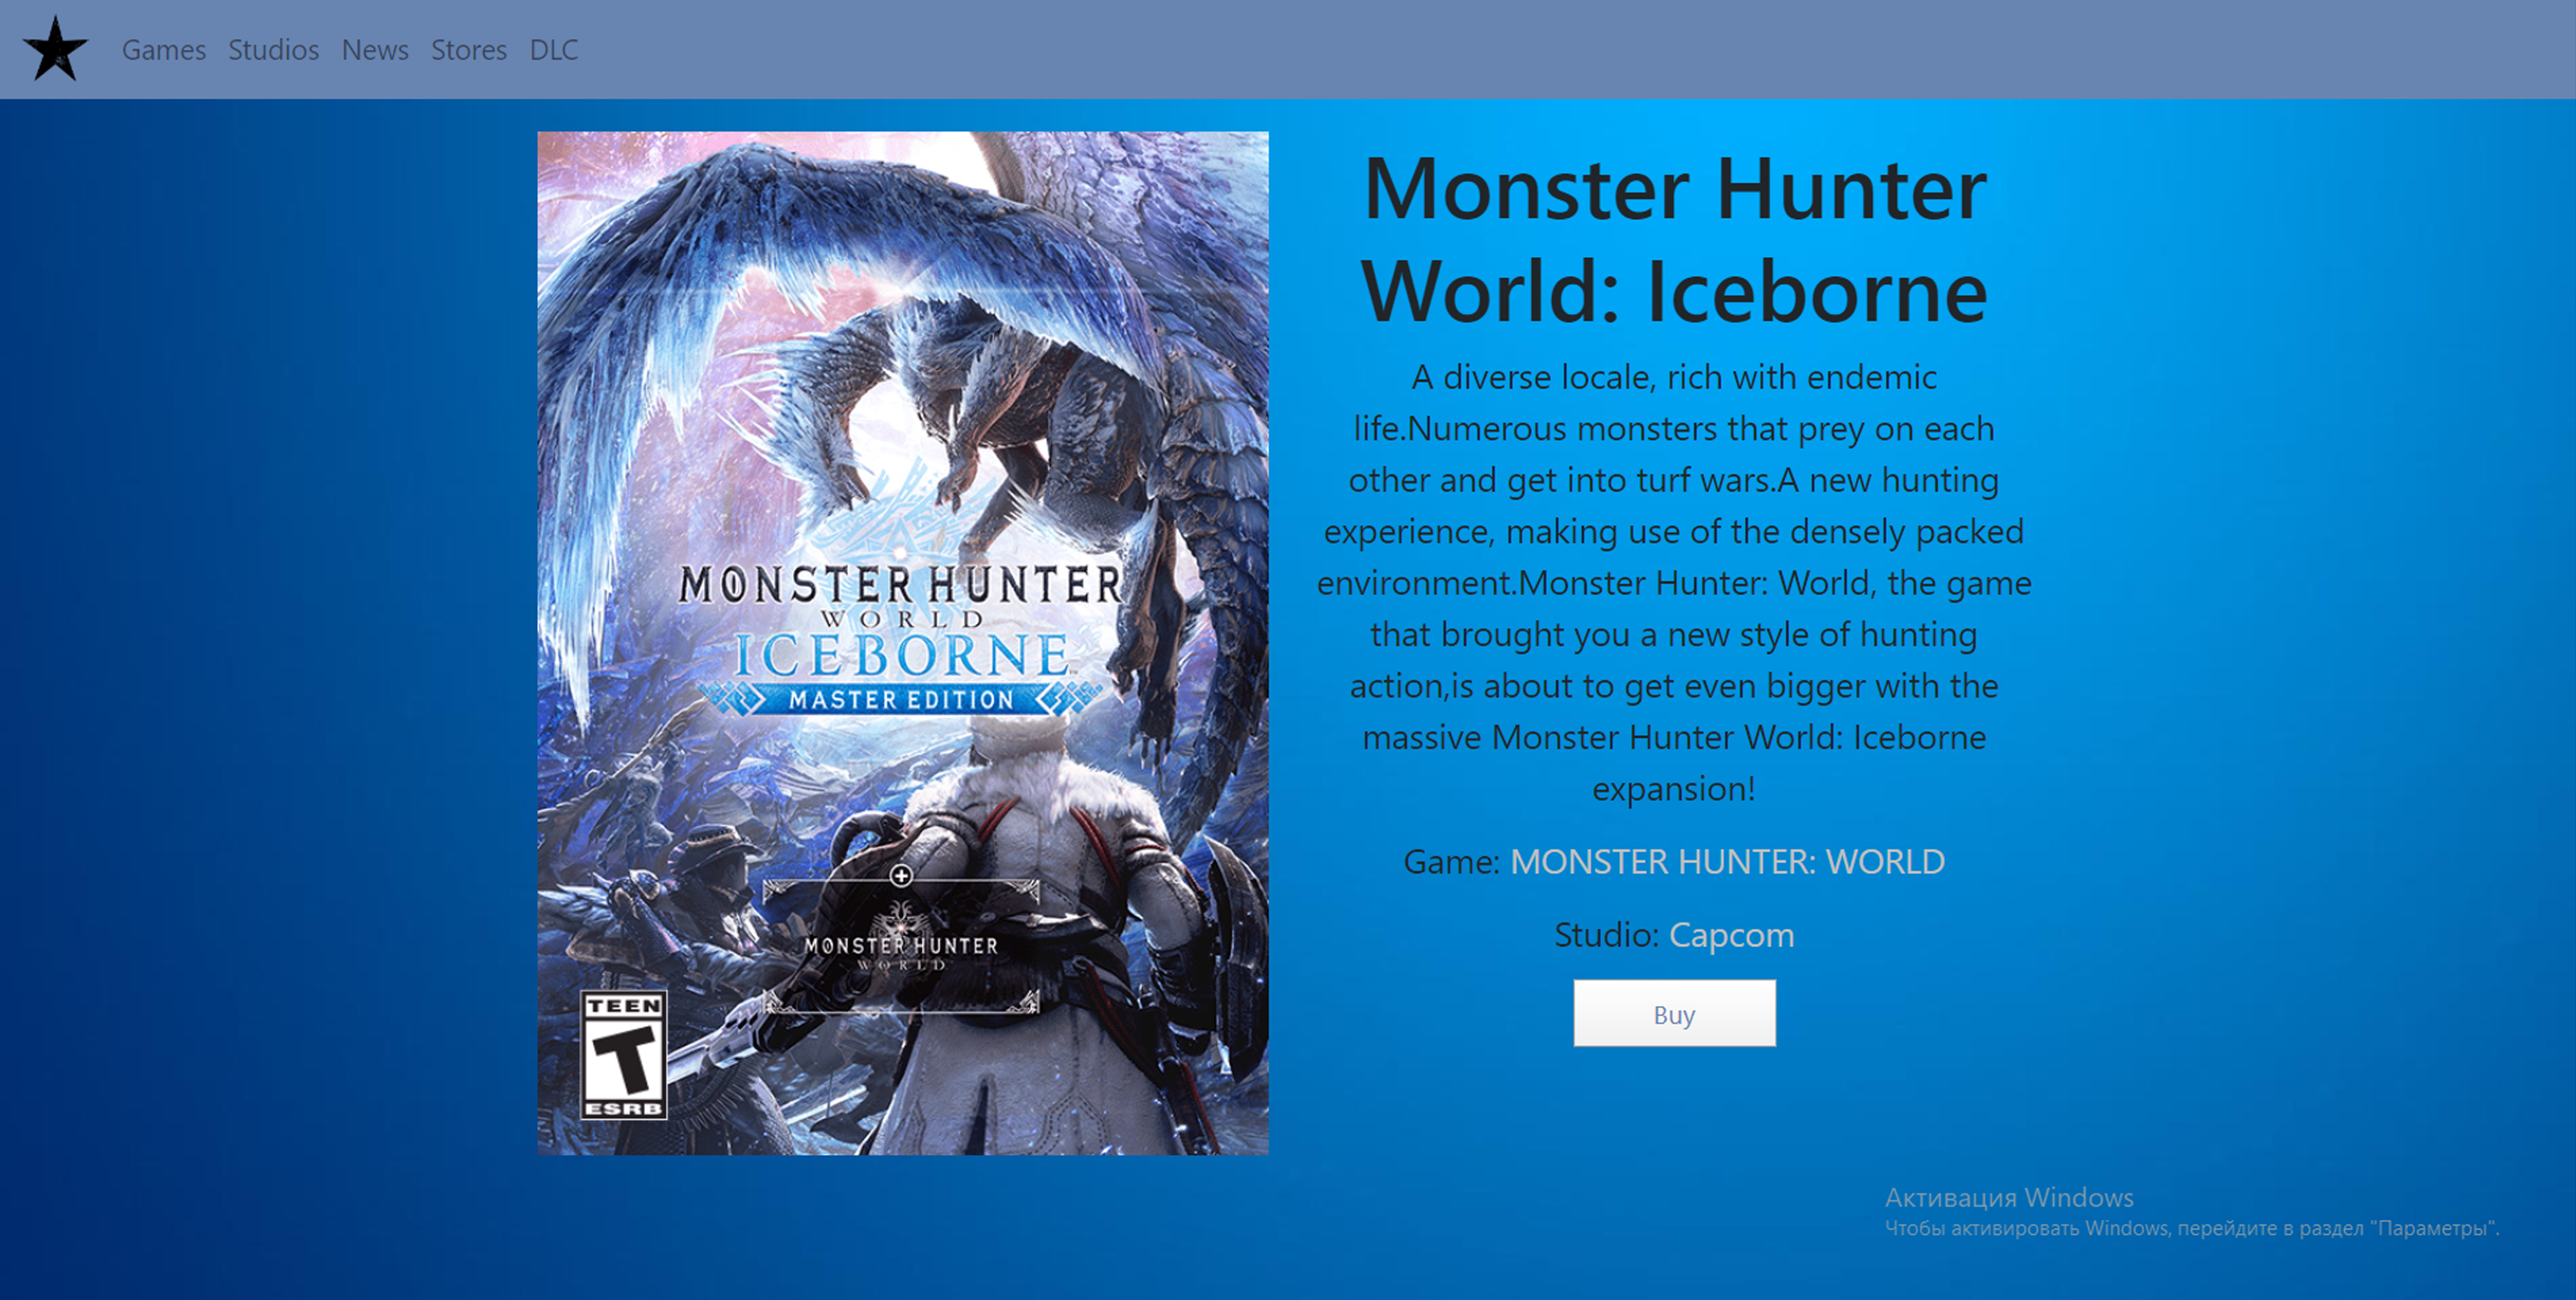 Games Studios News Stores DLC
MONSTER HUNTER
WORLD
ICEBORNE
MASTER EDITION
MONSTER HUNTER
WORLD
TEEN
T
ESRB
Monster Hunter
World: Iceborne
A diverse locale, rich with endemic
life.Numerous monsters that prey on each
other and get into turf wars.A new hunting
experience, making use of the densely packed
environment.Monster Hunter: World, the game
that brought you a new style of hunting
action,is about to get even bigger with the
massive Monster Hunter World: Iceborne
expansion!
Game: MONSTER HUNTER: WORLD
Studio: Capcom
Buy
Активация Windows
Чтобы активировать Windows, перейдите в раздел "Параметры".